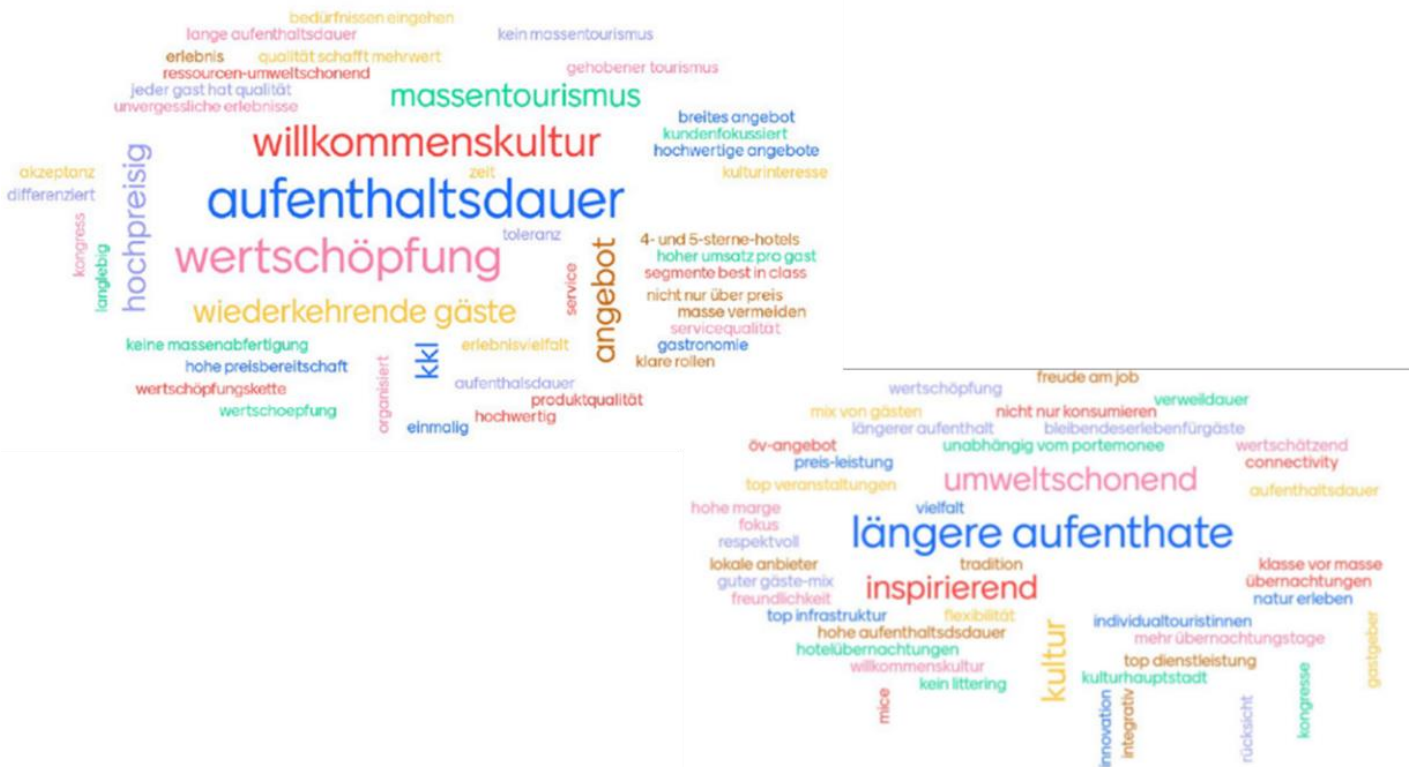 bedürfnissen eingehen
lange aufenthaltsdauer
kein massentourismus
erlebnis
qualität schafft mehrwert
ressourcen-umweltschonend
gehobener tourismus
jeder gast hat qualität
massentourismus
unvergessliche erlebnisse
breites angebot
willkommenskultur
kundenfokussiert
hochpreisig
hochwertige angebote
akzeptanz
zeit
kulturinteresse
differenziert
aufenthaltsdauer
kongress
langlebig
wertschöpfung
toleranz
service
angebot
4- und 5-sterne-hotels
hoher umsatz pro gast
segmente best in class
nicht nur über preis
wiederkehrende gäste
masse vermeiden
servicequalität
keine massenabfertigung
kkl
erlebnisvielfalt
gastronomie
klare rollen
hohe preisbereitschaft
organisiert
wertschöpfungskette
aufenthalsdauer
produktqualität
wertschoepfung
hochwertig
einmalig
freude am job
wertschöpfung
verweildauer
mix von gästen
nicht nur konsumieren
längerer aufenthalt
bleibendeserlebenfürgäste
öv-angebot
unabhängig vom portemonee
wertschätzend
preis-leistung
connectivity
umweltschonend
top veranstaltungen
aufenthaltsdauer
hohe marge
vielfalt
fokus
längere aufenthate
respektvoll
lokale anbieter
tradition
klasse vor masse
guter gäste-mix
inspirierend
übernachtungen
freundlichkeit
natur erleben
top infrastruktur
flexibilität
kultur
individualtouristinnen
gastgeber
hohe aufenthaltsdsdauer
mehr übernachtungstage
hotelübernachtungen
willkommenskultur
top dienstleistung
kein littering
kulturhauptstadt
mice
innovation
integrativ
rücksicht
kongresse